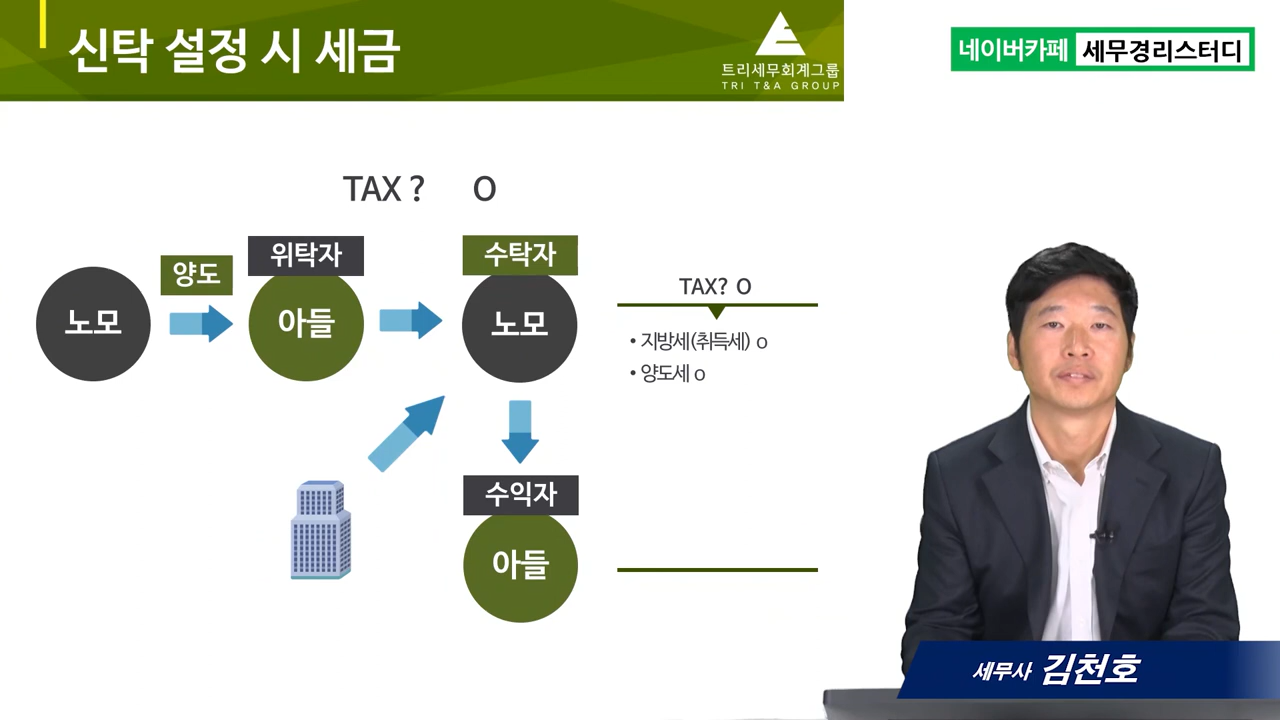 신탁 설정 시 세금
트리세무회계그룹
TRI T&A GROUP
네이버카페 세무경리스터디
TAX ? O
노모
양도
위탁자
아들
수탁자
노모
TAX? O
• 지방세(취득세) o
• 양도세 o
수익자
아들
세무사 김천호